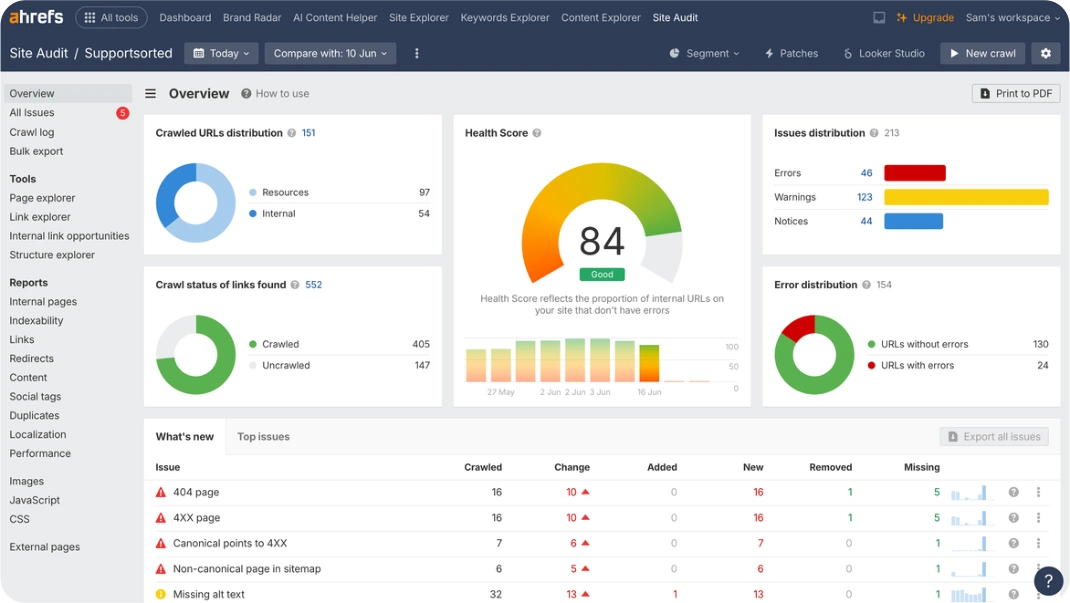 ahrefs All tools Dashboard Brand Radar AI Content Helper Site Explorer Keywords Explorer Content Explorer Site Audit Upgrade Sam's workspace
Site Audit / Supportsorted Today Compare with: 10 Jun Segment Patches Looker Studio New crawl
Overview
All Issues 5
Crawl log
Bulk export
Tools
Page explorer
Link explorer
Internal link opportunities
Structure explorer
Reports
Internal pages
Indexability
Links
Redirects
Content
Social tags
Duplicates
Localization
Performance
Images
JavaScript
CSS
External pages
Overview ? How to use Print to PDF
Crawled URLs distribution ? 151
Resources 97
Internal 54
Crawl status of links found ? 552
Crawled 405
Uncrawled 147
Health Score ?
84
Good
Health Score reflects the proportion of internal URLs on
your site that don't have errors
100
50
0
27 May 2 Jun 2 Jun 3 Jun 16 Jun
Issues distribution ? 213
Errors 46
Warnings 123
Notices 44
Error distribution ? 154
URLs without errors 130
URLs with errors 24
What's new Top issues Export all issues
Issue Crawled Change Added New Removed Missing
404 page 16 10 0 16 1 5 ?
4XX page 16 10 0 16 1 5 ?
Canonical points to 4XX 7 6 0 7 0 1 ?
Non-canonical page in sitemap 6 5 0 6 0 1 ?
Missing alt text 32 13 1 13 0 1 ?
?